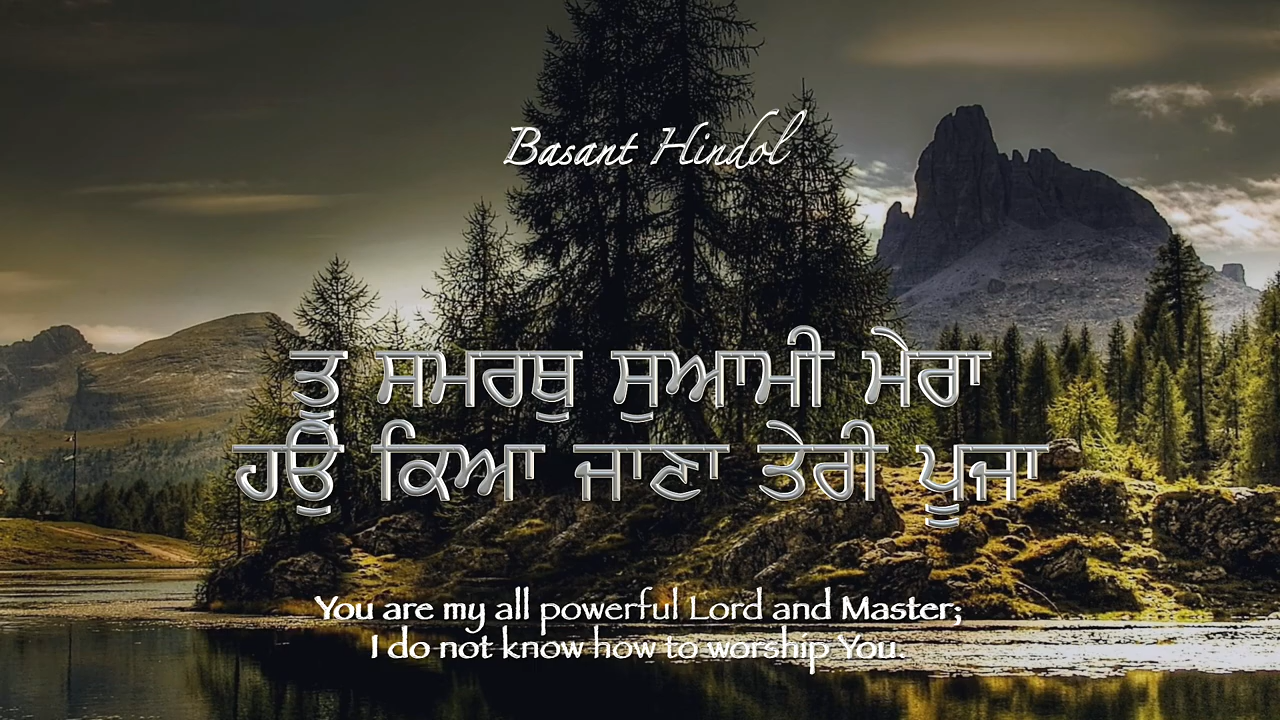 Basant Hindol
ਤੂ ਸਮਰਥੁ ਸੁਆਮੀ ਮੇਰਾ
ਹਉ ਕਿਆ ਜਾਣਾ ਤੇਰੀ ਪੂਜਾ
You are my all powerful Lord and Master;
I do not know how to worship You.